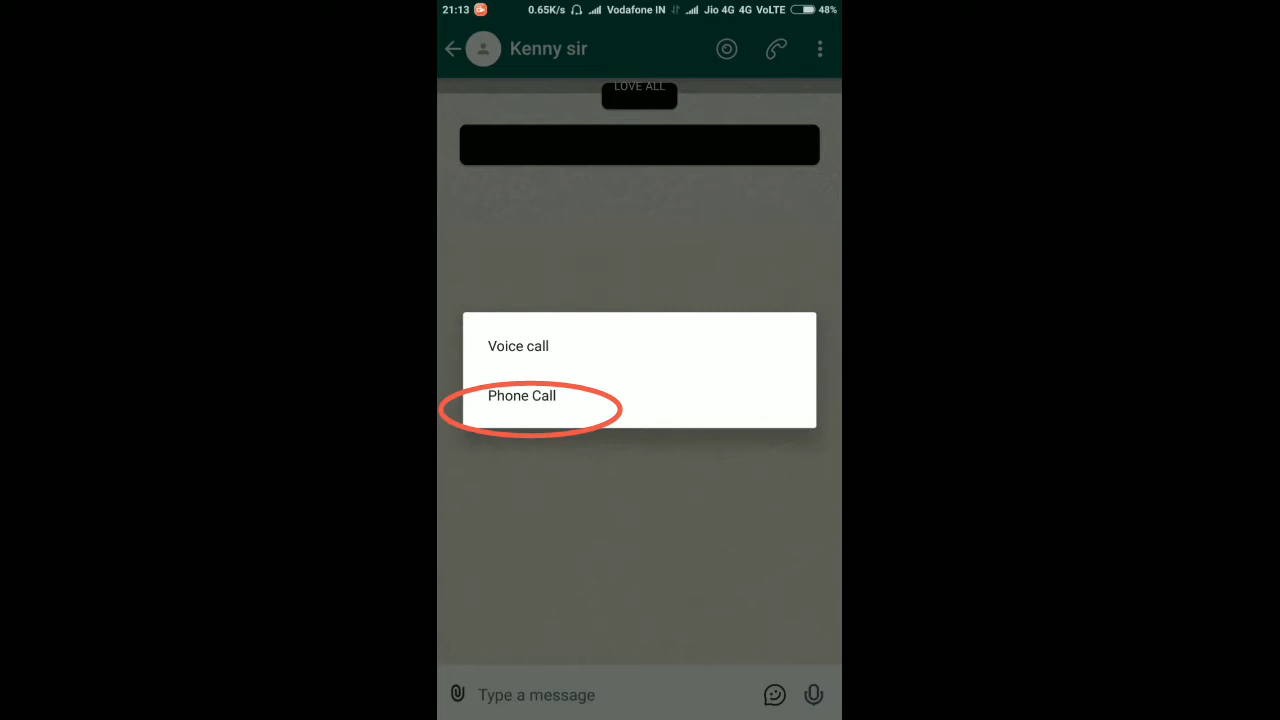 21:13 0.65K/s Vodafone IN Jio 4G 4G VoLTE 48%
Kenny sir
LOVE ALL
Voice call
Phone Call
Type a message